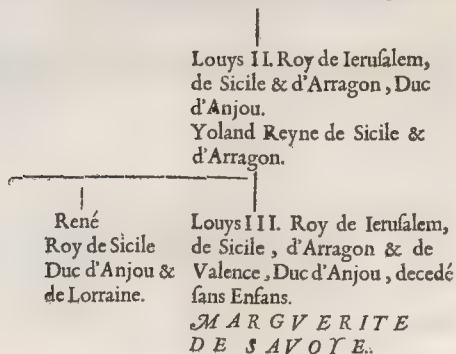 Louys II. Roy de Ieruſalem,
de Sicile & d'Arragon, Duc
d'Anjou.
Yoland Reyne de Sicile &
d'Arragon.
René
Roy de Sicile
Duc d'Anjou &
de Lorraine.
Louys III. Roy de Ieruſalem,
de Sicile, d'Arragon & de
Valence, Duc d'Anjou, decedé
ſans Enfans.
MARGVERITE
DE SAVOYE.